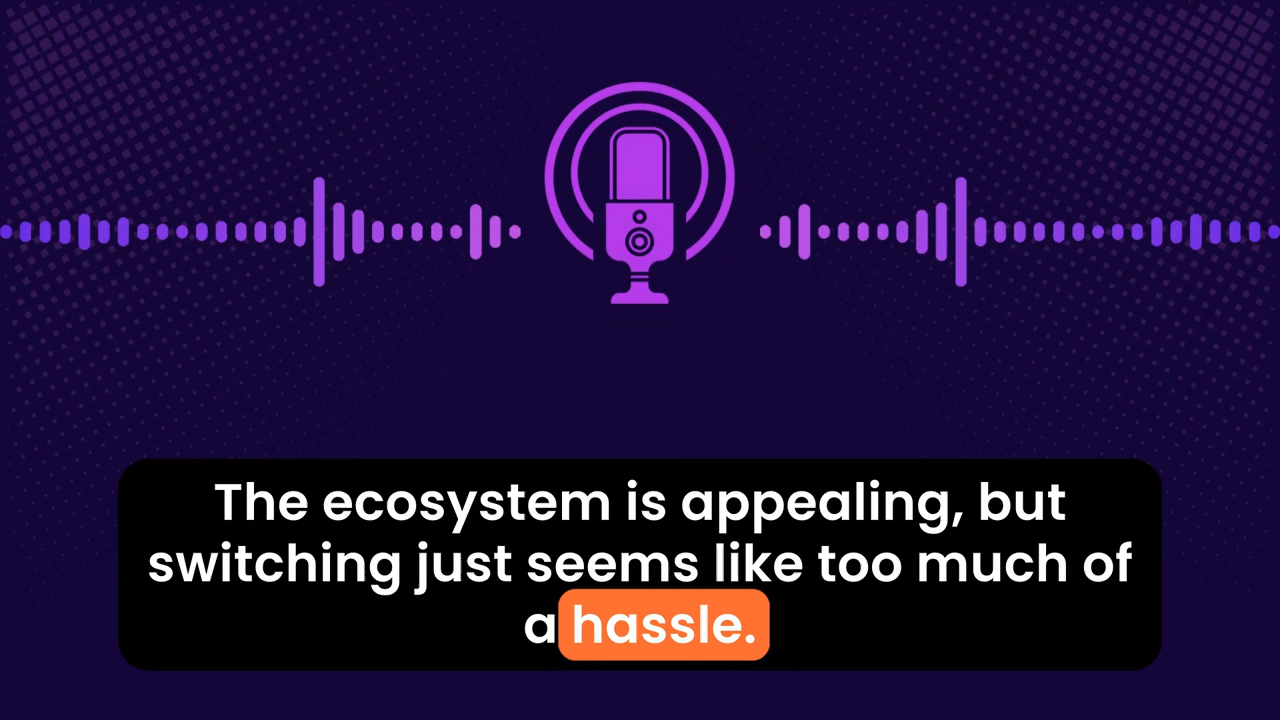 The ecosystem is appealing, but
switching just seems like too much of
a hassle.